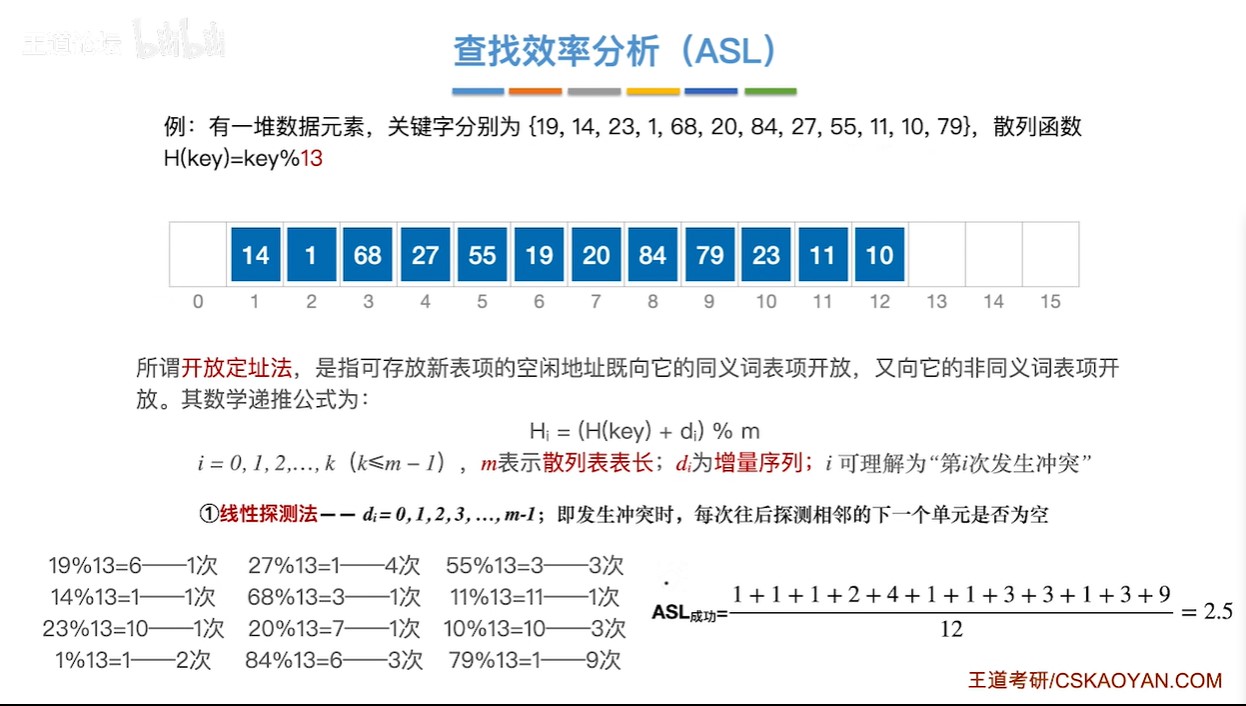 王道论坛 bilibili
查找效率分析（ASL）
例：有一堆数据元素，关键字分别为 {19, 14, 23, 1, 68, 20, 84, 27, 55, 11, 10, 79}，散列函数
H(key)=key%13
14 1 68 27 55 19 20 84 79 23 11 10
0 1 2 3 4 5 6 7 8 9 10 11 12 13 14 15
所谓开放定址法，是指可存放新表项的空闲地址既向它的同义词表项开放，又向它的非同义词表项开
放。其数学递推公式为：
Hᵢ = (H(key) + dᵢ) % m
i = 0, 1, 2,…, k（k≤m − 1），m表示散列表表长；dᵢ为增量序列；i 可理解为“第i次发生冲突”
①线性探测法—— dᵢ = 0, 1, 2, 3, …, m-1；即发生冲突时，每次往后探测相邻的下一个单元是否为空
19%13=6——1次 27%13=1——4次 55%13=3——3次
14%13=1——1次 68%13=3——1次 11%13=11——1次
23%13=10——1次 20%13=7——1次 10%13=10——3次
1%13=1——2次 84%13=6——3次 79%13=1——9次
1 + 1 + 1 + 2 + 4 + 1 + 1 + 3 + 3 + 1 + 3 + 9
ASL成功= = 2.5
12
王道考研/CSKAOYAN.COM